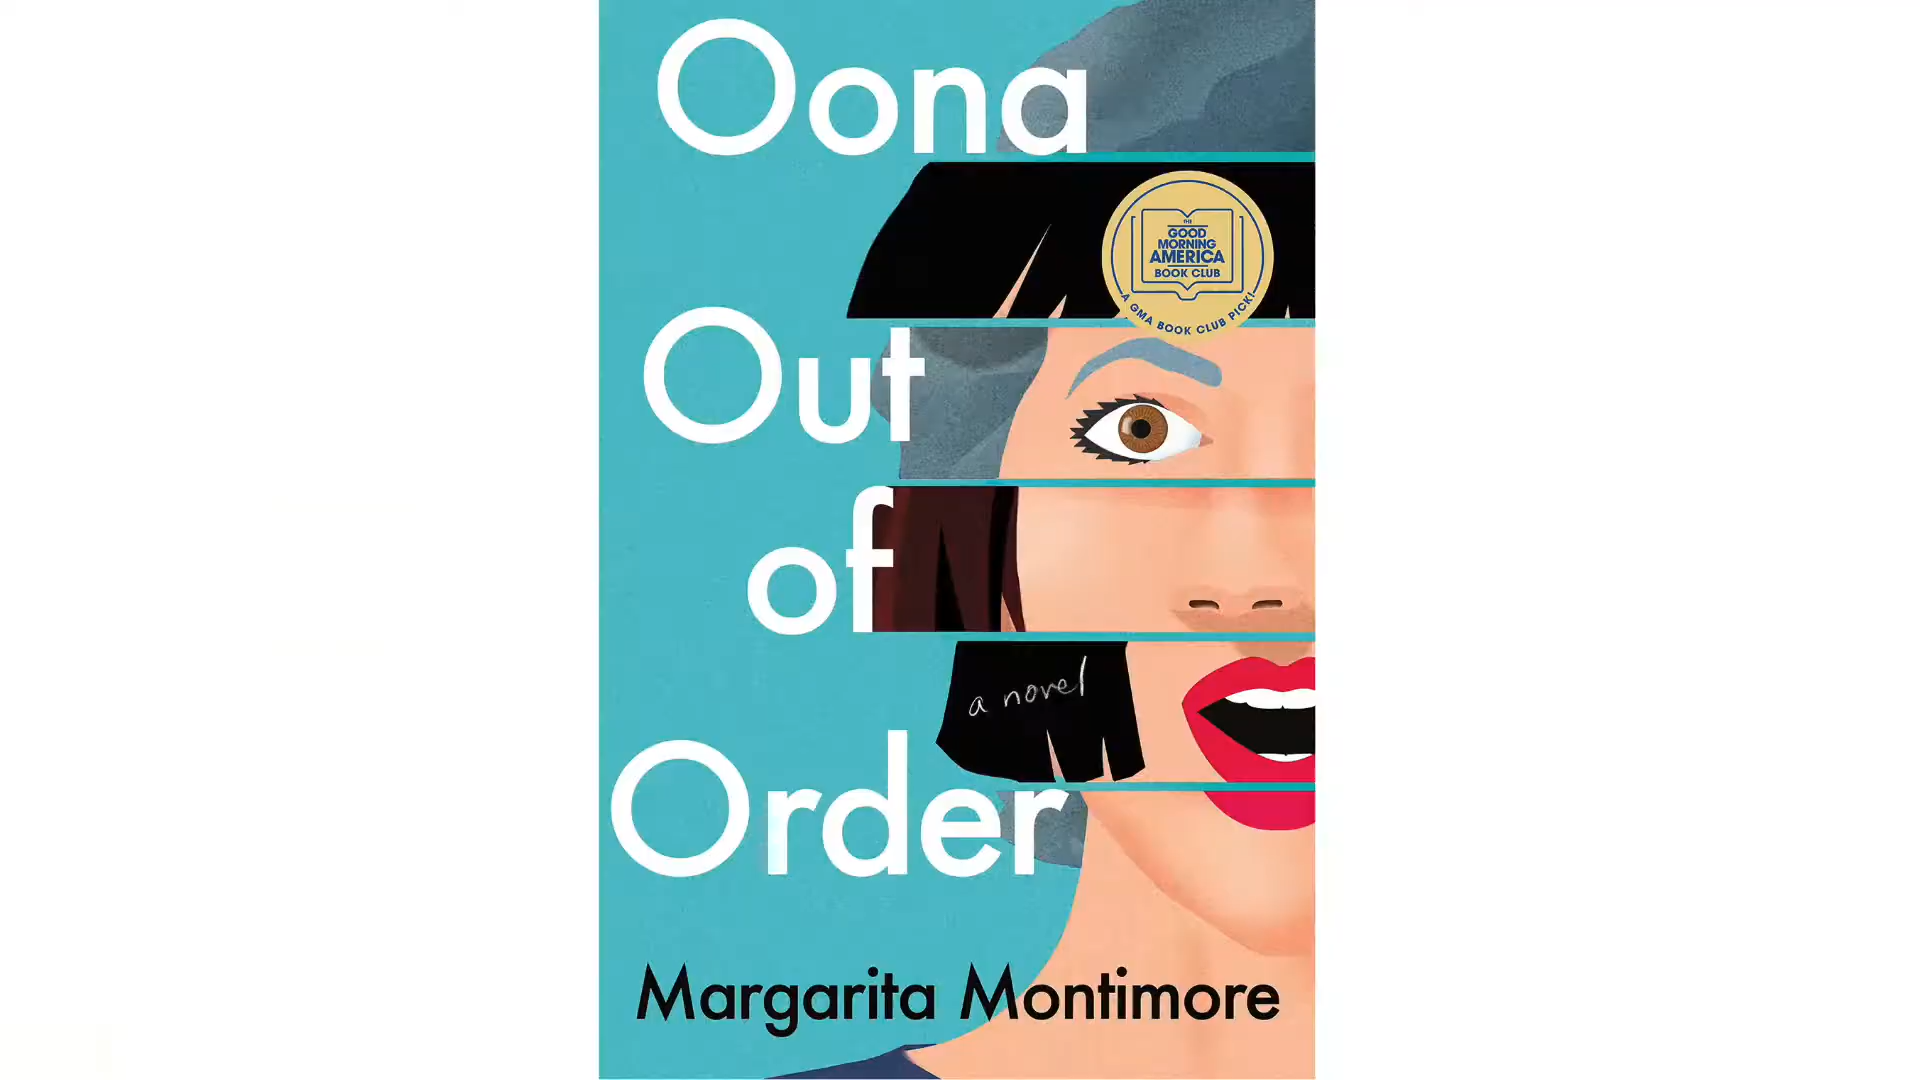 Oona
THE
GOOD
MORNING
AMERICA
BOOK CLUB
A GMA BOOK CLUB PICK!
Out
of
a novel
Order
Margarita Montimore